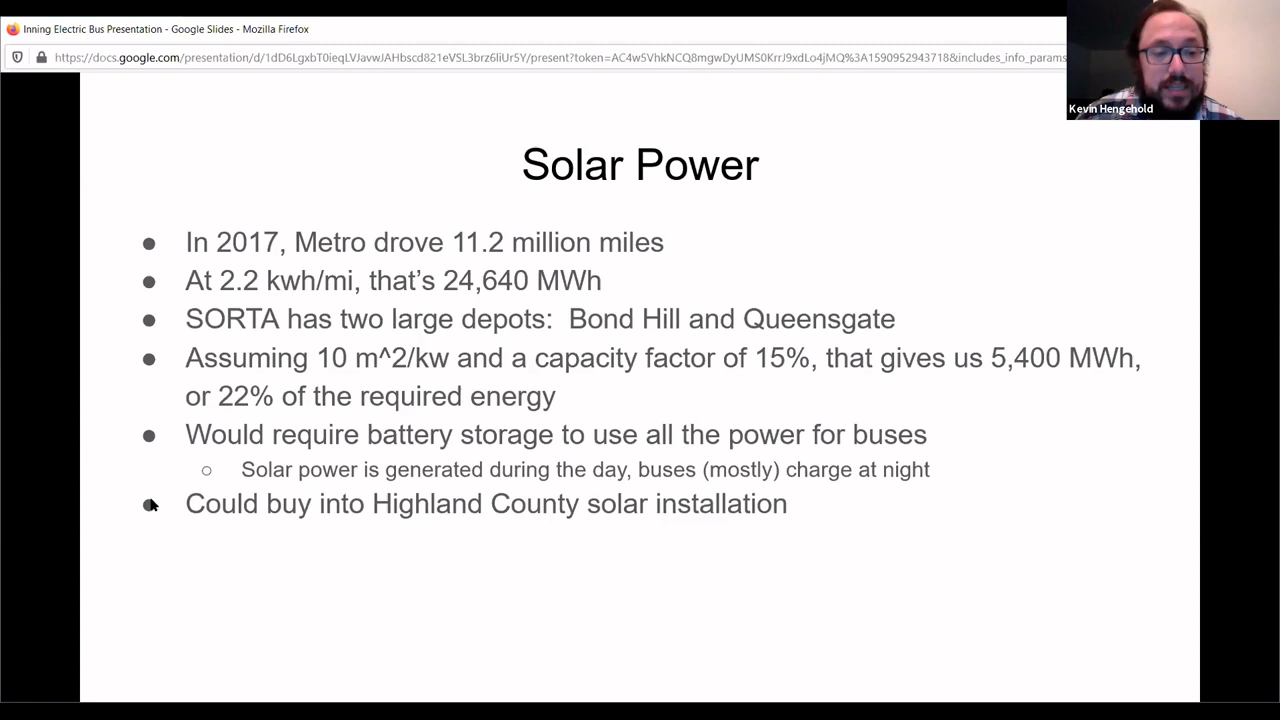 Inning Electric Bus Presentation - Google Slides - Mozilla Firefox
https://docs.google.com/presentation/d/1dD6LgxbT0ieqLVJavwJAHbscd821eVSL3brz6liUr5Y/present?token=AC4w5VhkNCQ8mgwDyUMS0KrrJ9xdLo4jMQ%3A1590952943718&includes_info_params
Kevin Hengehold
Solar Power
● In 2017, Metro drove 11.2 million miles
● At 2.2 kwh/mi, that's 24,640 MWh
● SORTA has two large depots: Bond Hill and Queensgate
● Assuming 10 m^2/kw and a capacity factor of 15%, that gives us 5,400 MWh,
or 22% of the required energy
● Would require battery storage to use all the power for buses
○ Solar power is generated during the day, buses (mostly) charge at night
● Could buy into Highland County solar installation